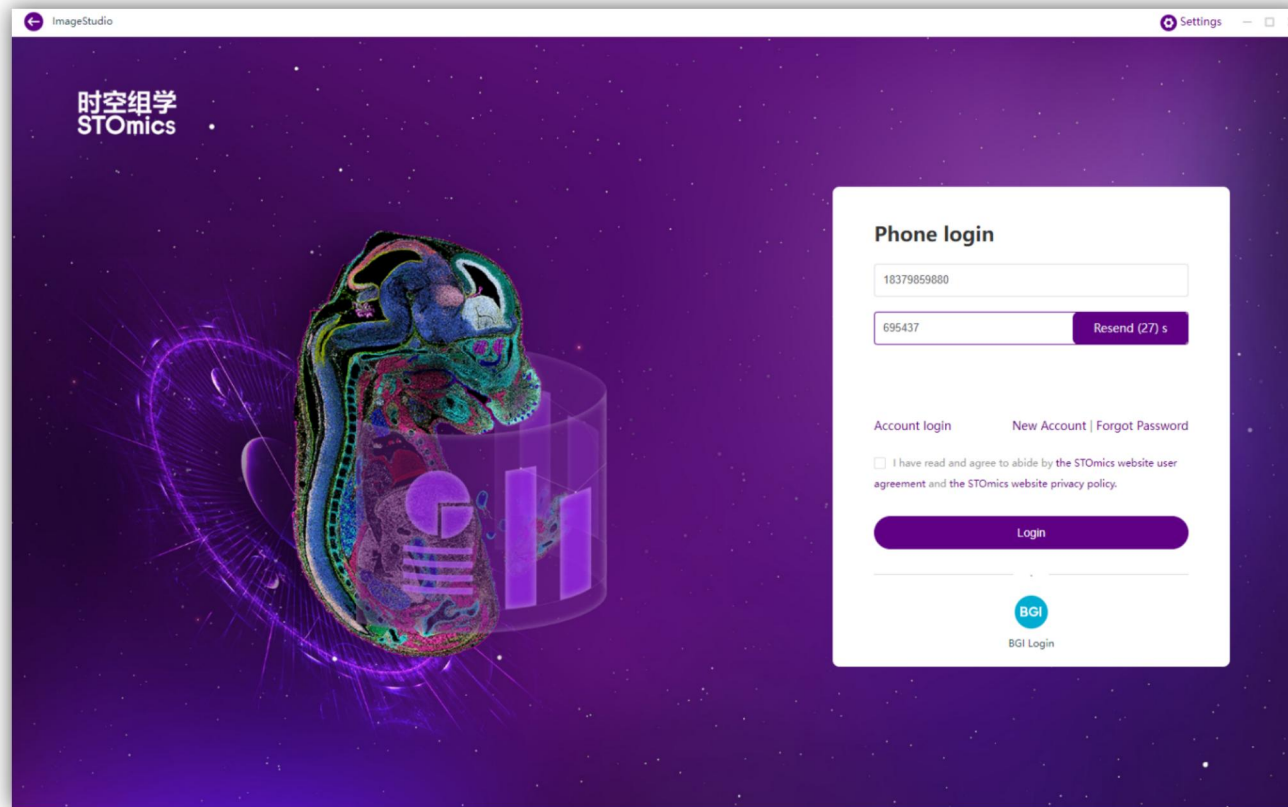 ImageStudio
Settings
时空组学
STOmics
Phone login
18379859880
695437
Resend (27) s
Account login
New Account | Forgot Password
I have read and agree to abide by the STOmics website user
agreement and the STOmics website privacy policy.
Login
BGI
BGI Login